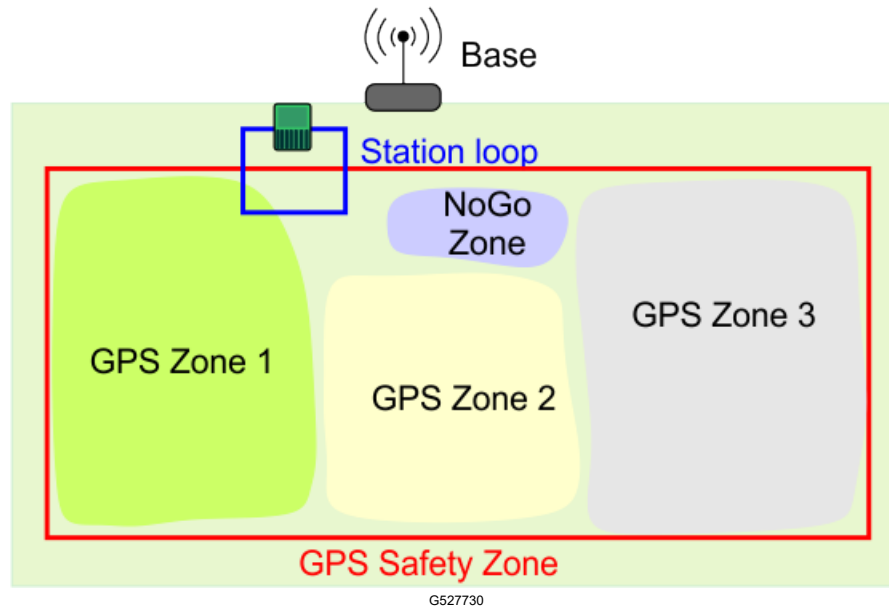 Base
Station loop
NoGo
Zone
GPS Zone 3
GPS Zone 1
GPS Zone 2
GPS Safety Zone
G527730